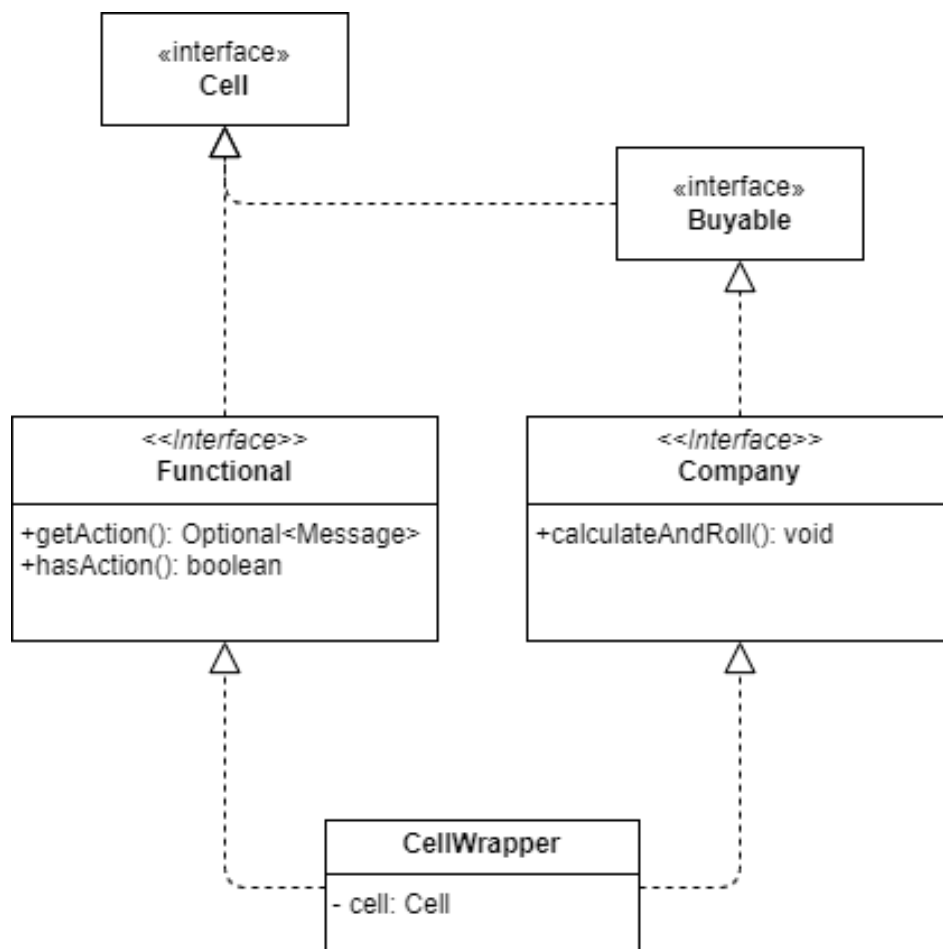 «interface»
Cell
«interface»
Buyable
<<Interface>>
Functional
+getAction(): Optional<Message>
+hasAction(): boolean
<<Interface>>
Company
+calculateAndRoll(): void
CellWrapper
- cell: Cell